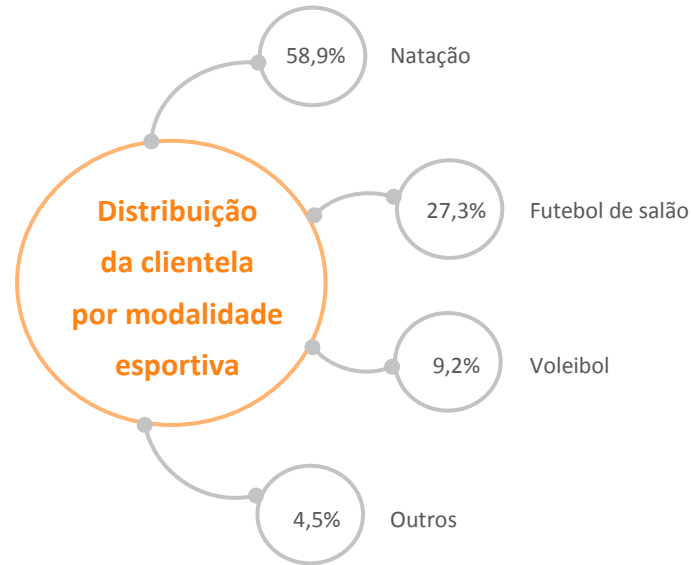 58,9% Natação
Distribuição
da clientela
por modalidade
esportiva
27,3% Futebol de salão
9,2% Voleibol
4,5% Outros